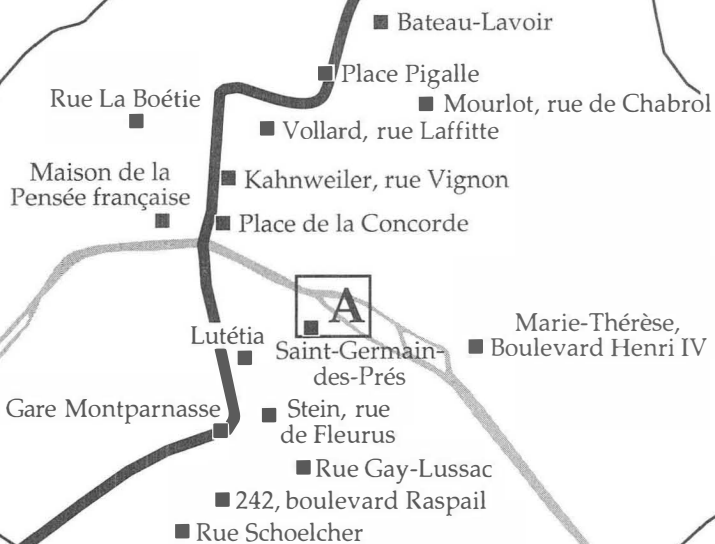 Bateau-Lavoir
Place Pigalle
Rue La Boétie
Mourlot, rue de Chabrol
Vollard, rue Laffitte
Maison de la
Pensée française
Kahnweiler, rue Vignon
Place de la Concorde
A
Lutétia
Saint-Germain-
des-Prés
Marie-Thérèse,
Boulevard Henri IV
Gare Montparnasse
Stein, rue
de Fleurus
Rue Gay-Lussac
242, boulevard Raspail
Rue Schoelcher